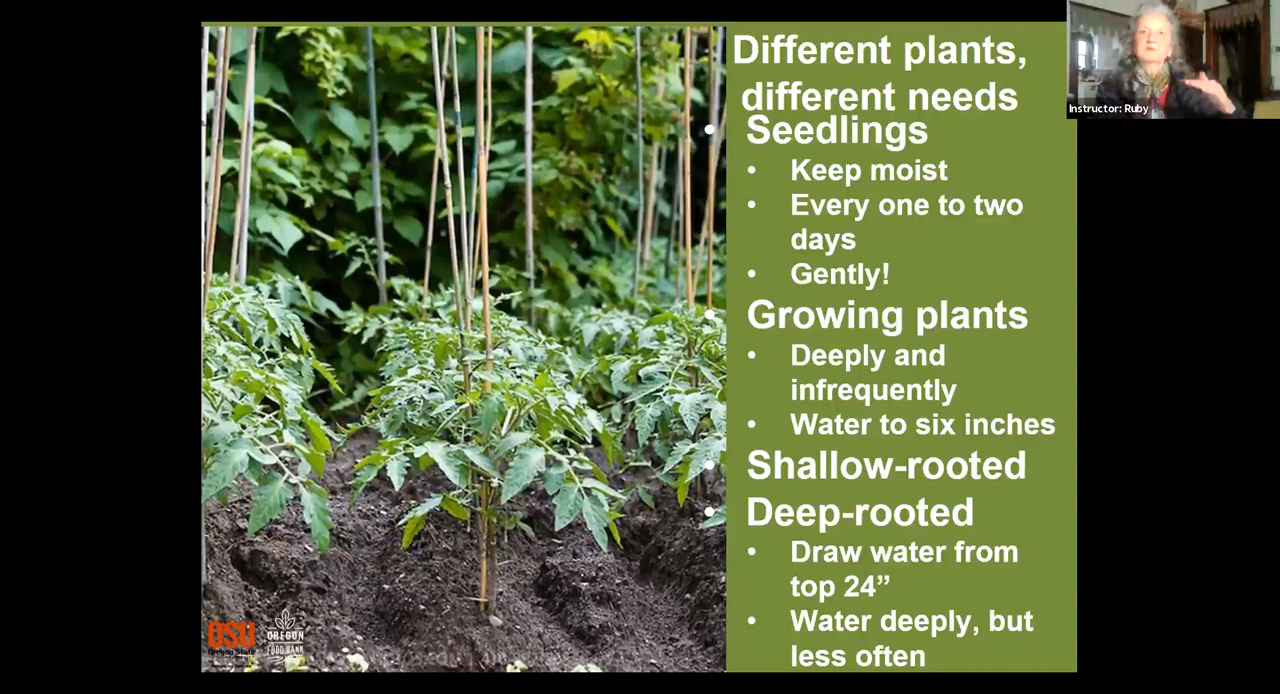 Different plants,
different needs
• Seedlings
• Keep moist
• Every one to two
days
• Gently!
• Growing plants
• Deeply and
infrequently
• Water to six inches
• Shallow-rooted
• Deep-rooted
• Draw water from
top 24”
• Water deeply, but
less often
Instructor: Ruby
OSU
Oregon State
OREGON
FOOD BANK